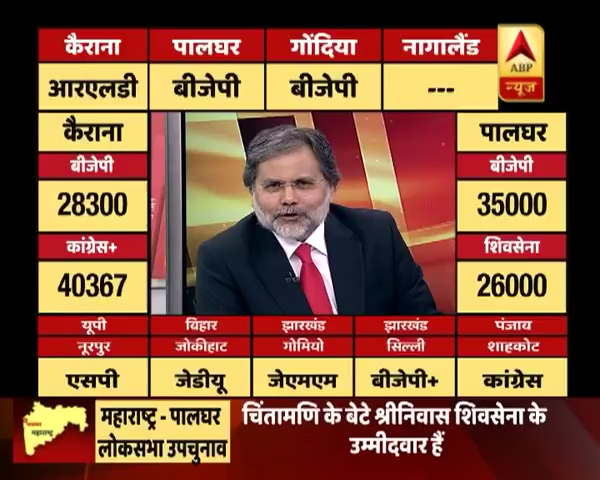 कैराना पालघर गोंदिया नागालैंड
आरएलडी बीजेपी बीजेपी ---
ABP
न्यूज़
कैराना
बीजेपी
28300
कांग्रेस+
40367
पालघर
बीजेपी
35000
शिवसेना
26000
यूपी बिहार झारखंड झारखंड पंजाब
नूरपुर जोकीहाट गोमियो सिल्ली शाहकोट
एसपी जेडीयू जेएमएम बीजेपी+ कांग्रेस
महाराष्ट्र
महाराष्ट्र - पालघर
लोकसभा उपचुनाव
चिंतामणि के बेटे श्रीनिवास शिवसेना के
उम्मीदवार हैं